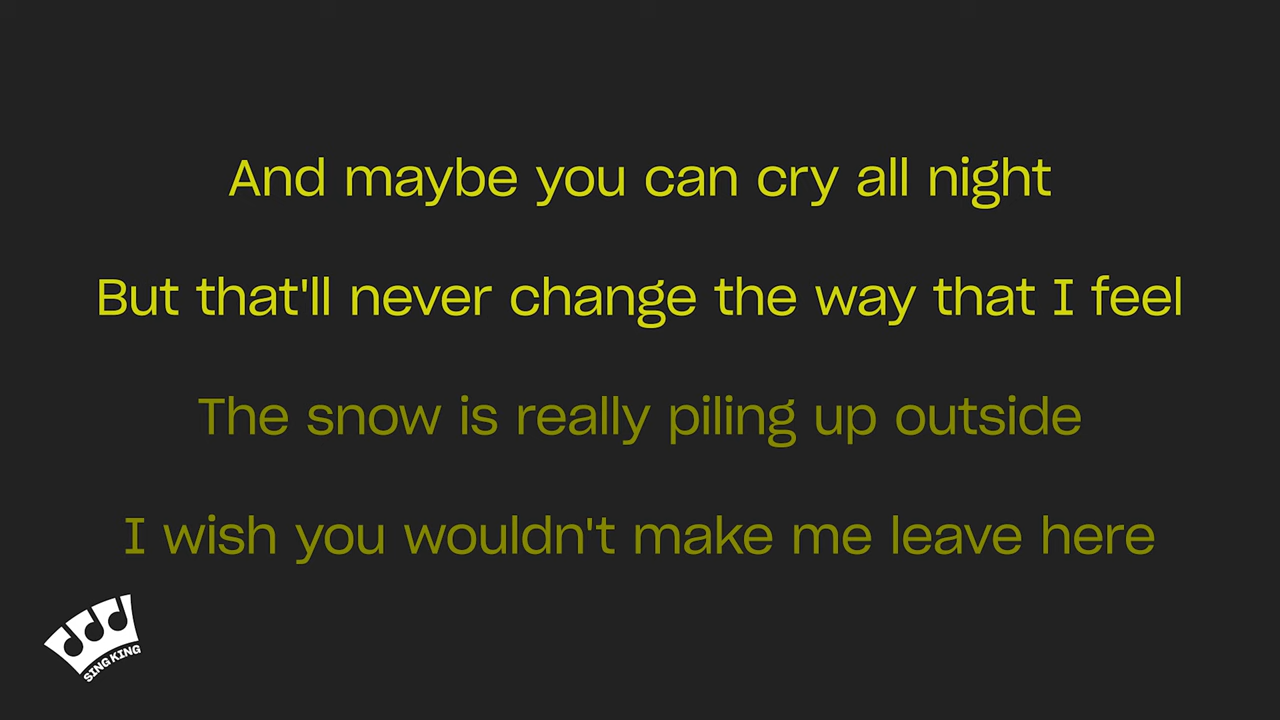 And maybe you can cry all night
But that'll never change the way that I feel
The snow is really piling up outside
I wish you wouldn't make me leave here
SING KING